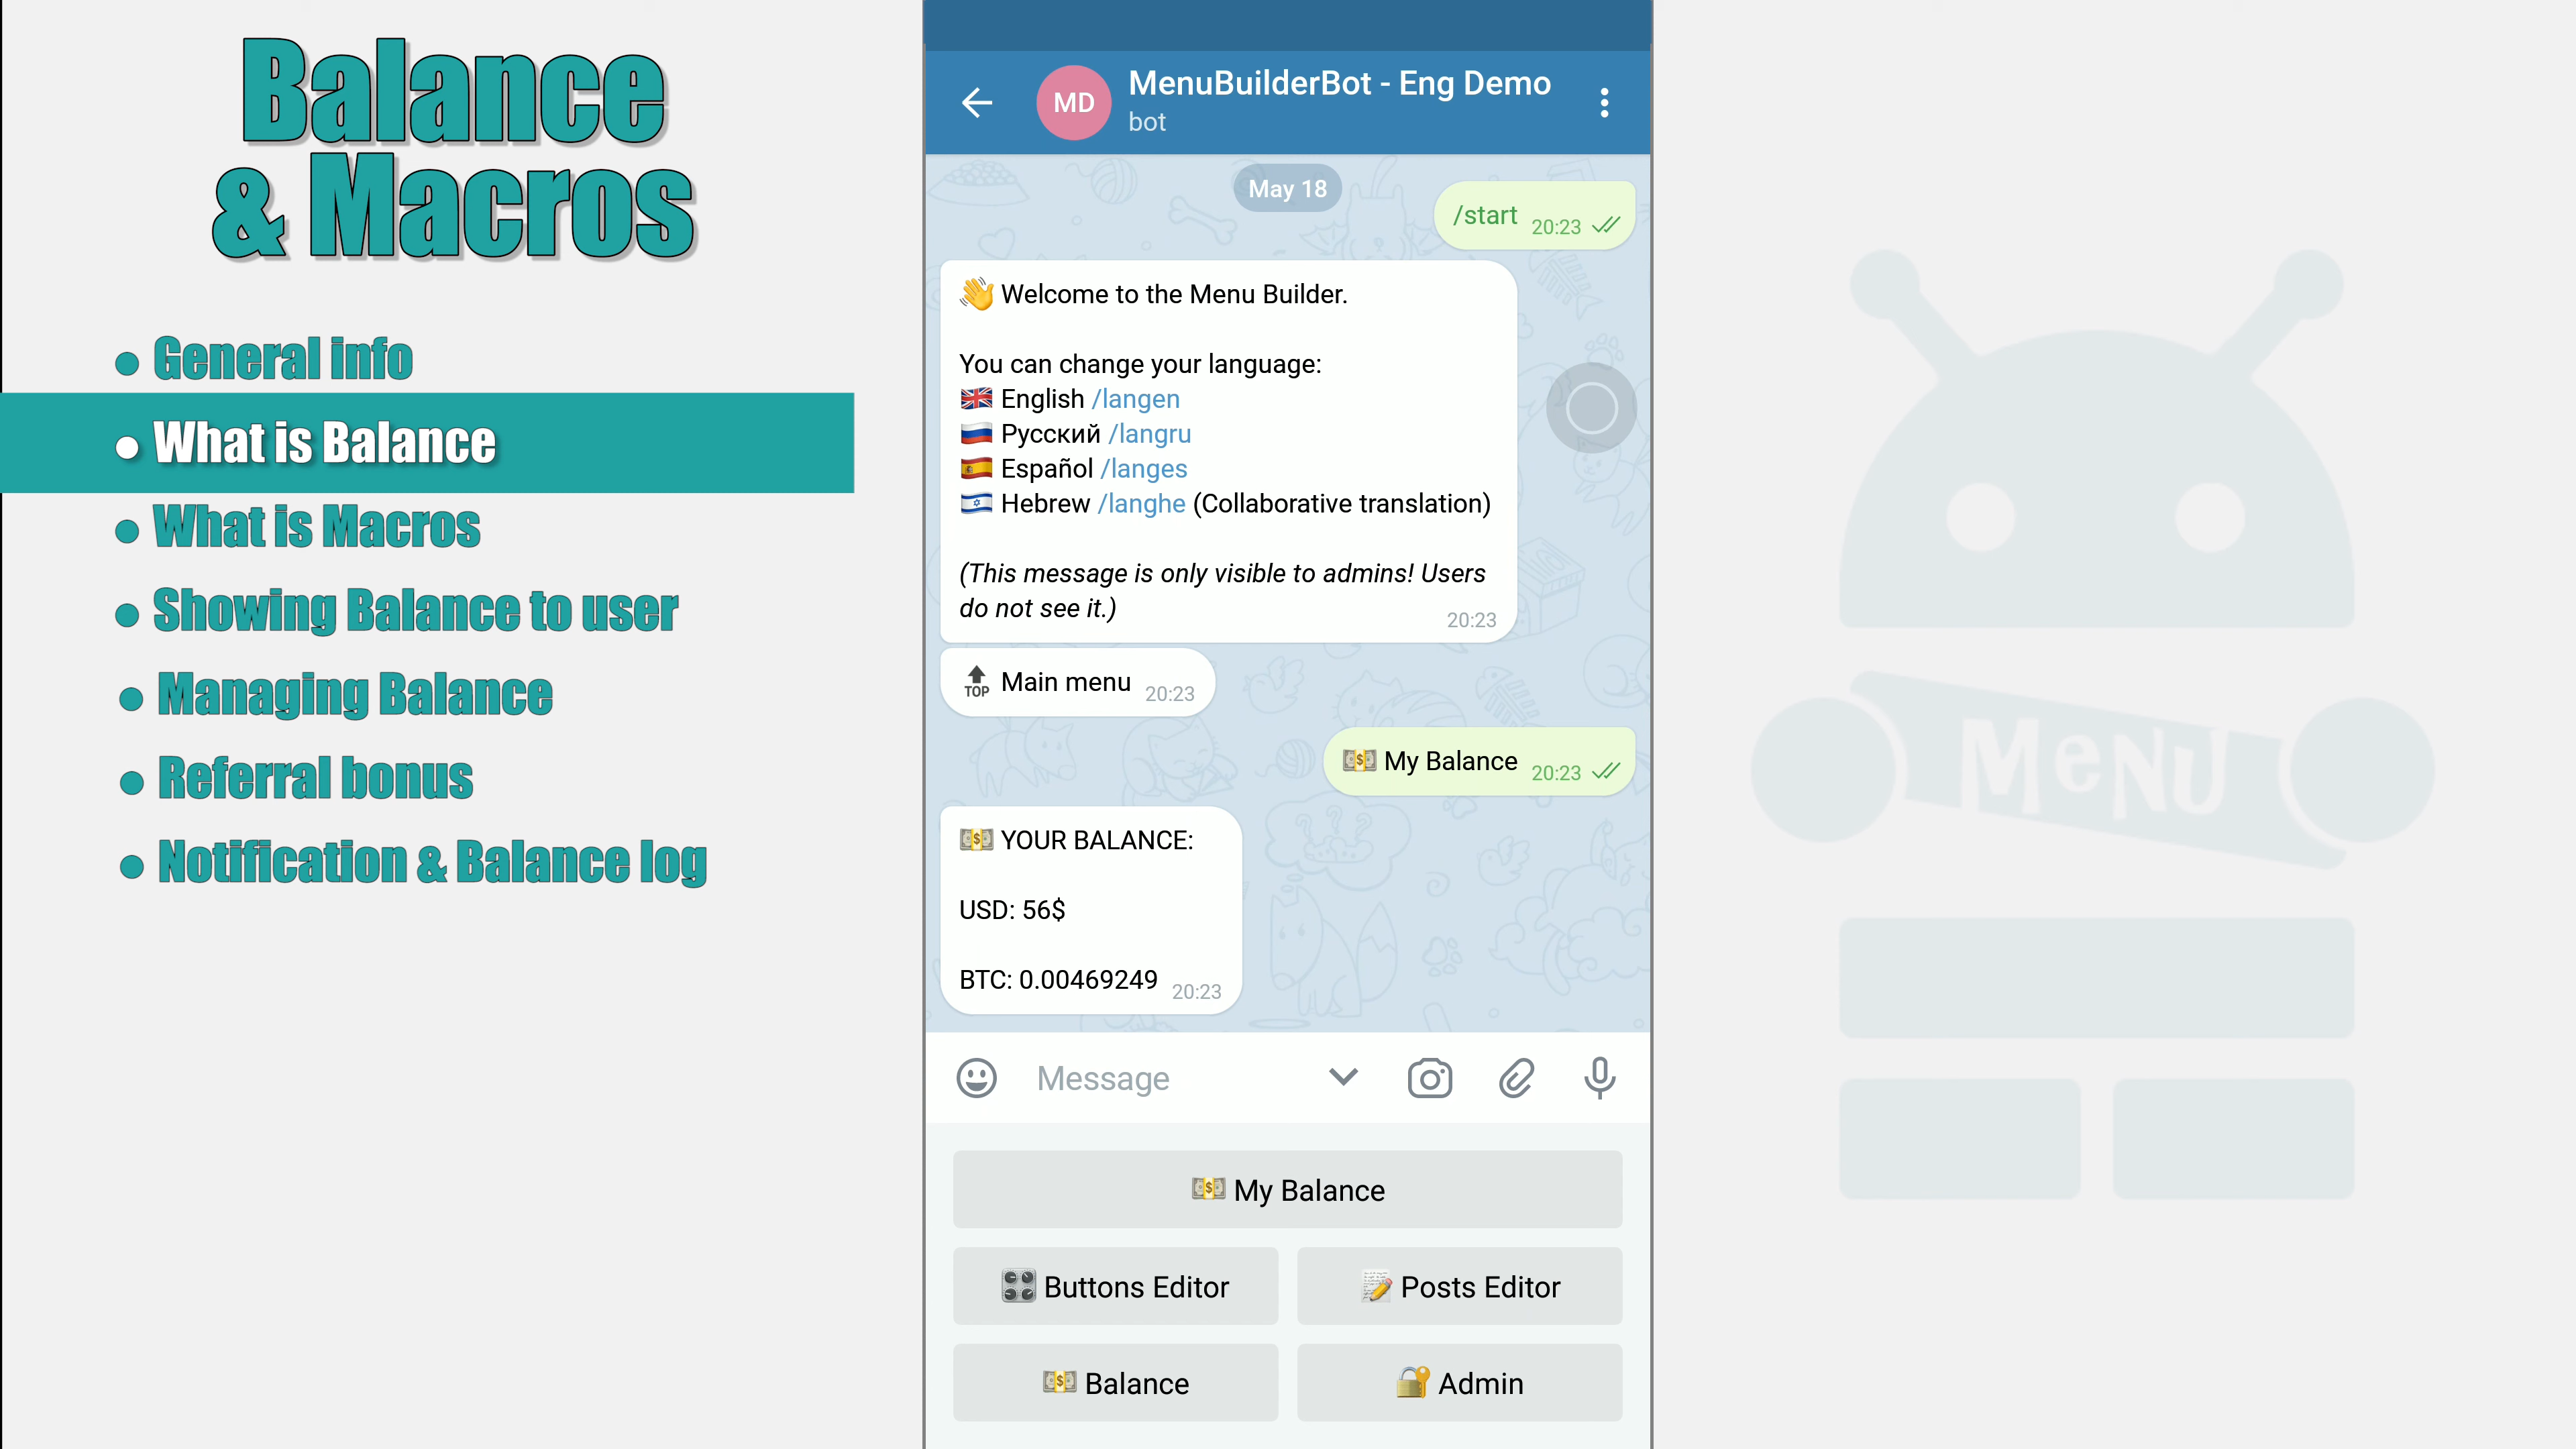 Balance
& Macros
• General info
• What is Balance
• What is Macros
• Showing Balance to user
• Managing Balance
• Referral bonus
• Notification & Balance log
MD
MenuBuilderBot - Eng Demo
bot
May 18
/start 20:23
👋 Welcome to the Menu Builder.
You can change your language:
🇬🇧 English /langen
🇷🇺 Русский /langru
🇪🇸 Español /langes
🇮🇱 Hebrew /langhe (Collaborative translation)
(This message is only visible to admins! Users
do not see it.) 20:23
🔝 Main menu 20:23
💵 My Balance 20:23
💵 YOUR BALANCE:
USD: 56$
BTC: 0.00469249 20:23
Message
💵 My Balance
🎛 Buttons Editor
📝 Posts Editor
💵 Balance
🔐 Admin
MeNU